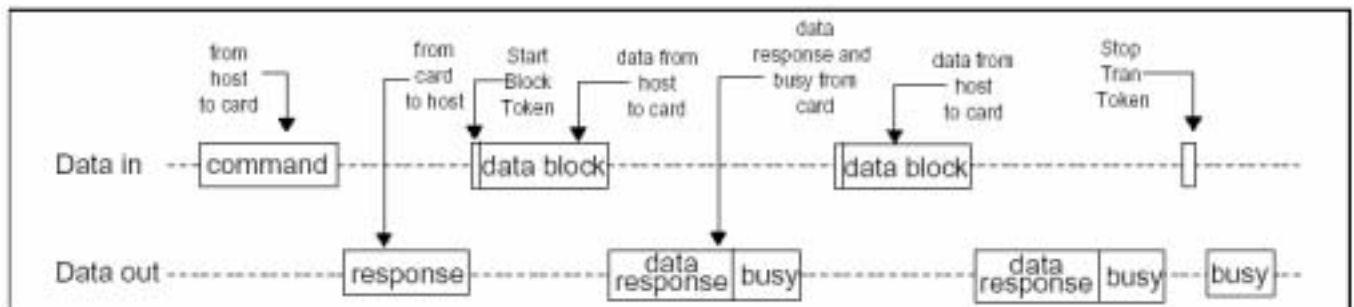 from
host
to card
from
card
to host
Start
Block
Token
data from
host
to card
data
response and
busy from
card
data from
host
to card
Stop
Tran
Token
Data in
command
data block
data block
Data out
response
data
response
busy
data
response
busy
busy